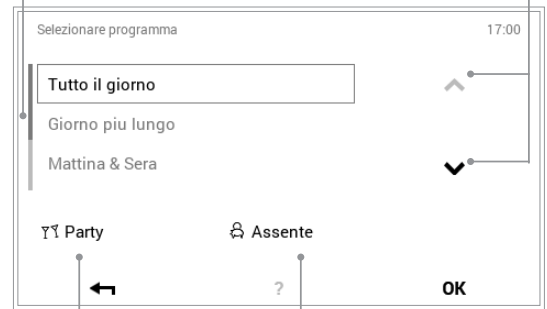 Selezionare programma 17:00
Tutto il giorno
Giorno piu lungo
Mattina & Sera
Party Assente
? OK